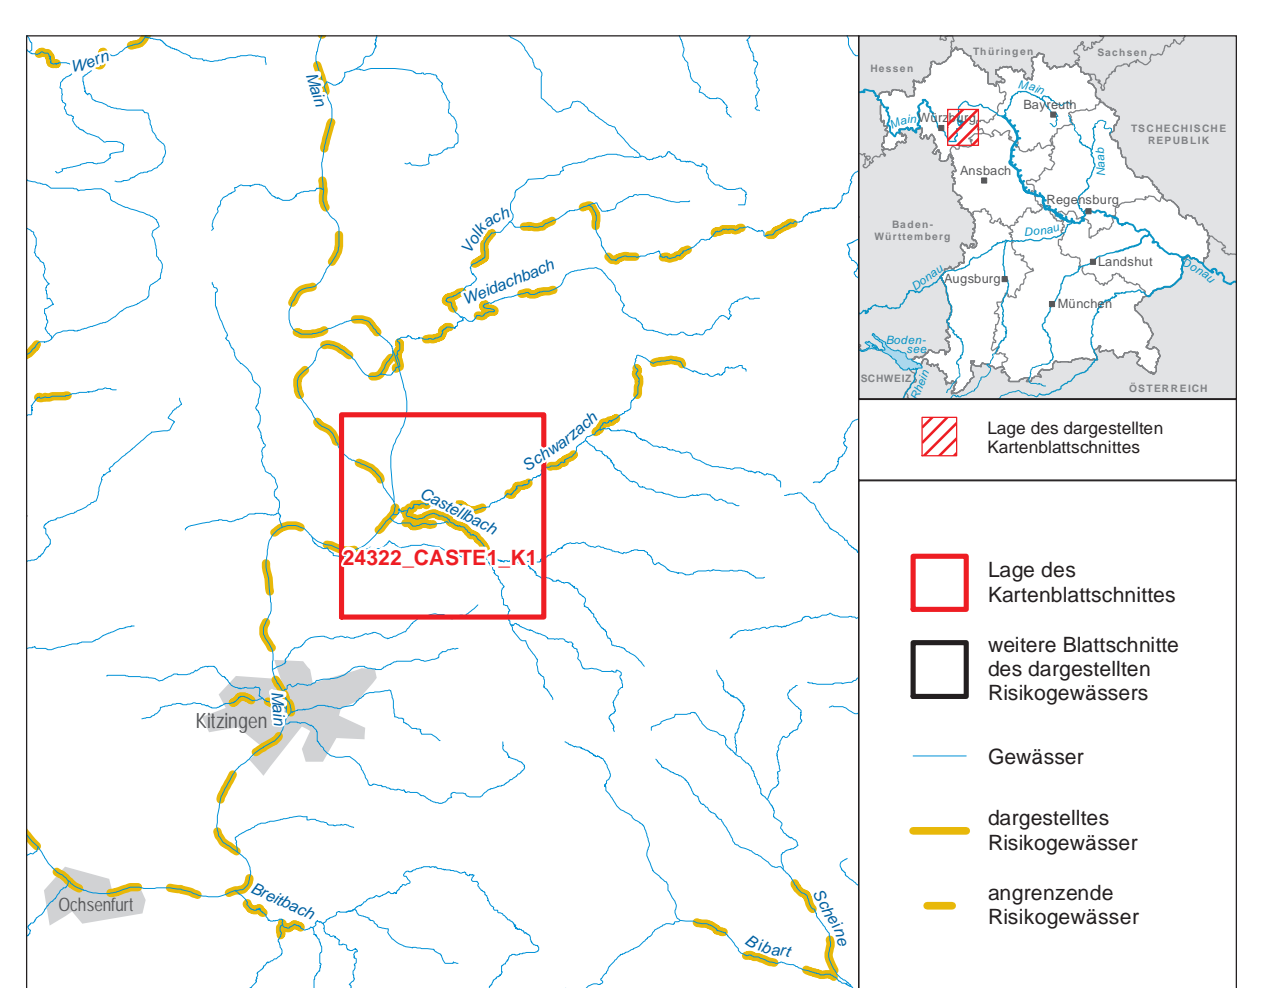 Wern
Main
Volkach
Weidachbach
Schwarzach
Castellbach
24322_CASTE1_K1
Kitzingen
Main
Ochsenfurt
Breitbach
Bibart
Scheine
Thüringen
Sachsen
Hessen
Main
Bayreuth
Main
Würzburg
TSCHECHISCHE
REPUBLIK
Naab
Ansbach
Regensburg
Baden-
Württemberg
Donau
Landshut
Donau
Augsburg
Donau
München
Boden-
see
SCHWEIZ
Rhein
ÖSTERREICH
Lage des dargestellten
Kartenblattschnittes
Lage des
Kartenblattschnittes
weitere Blattschnitte
des dargestellten
Risikogewässers
Gewässer
dargestelltes
Risikogewässer
angrenzende
Risikogewässer